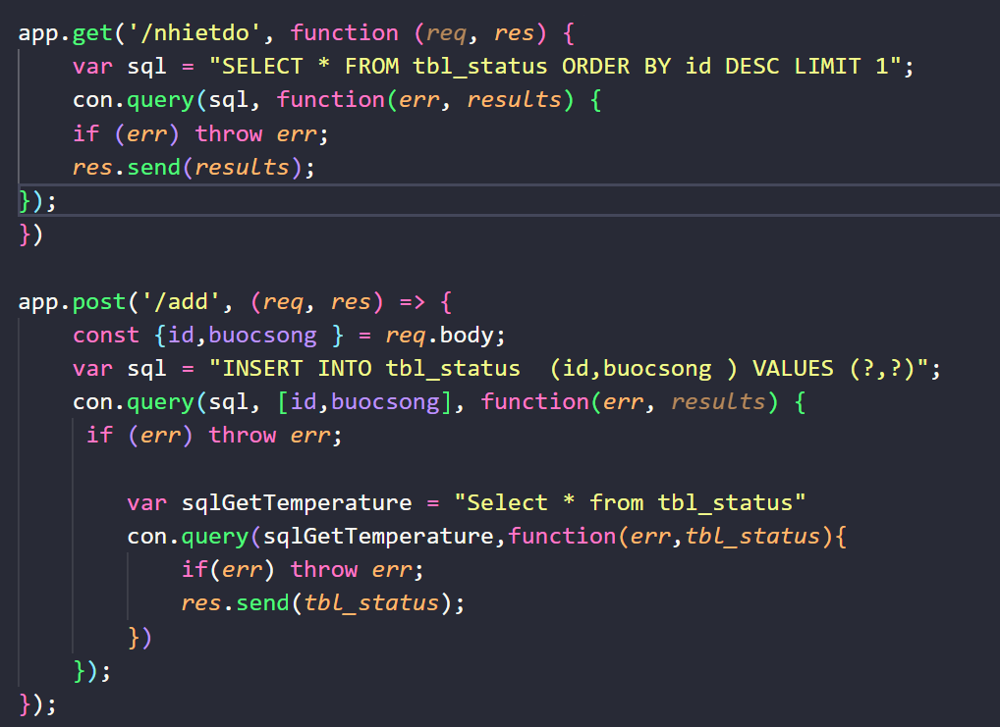 app.get('/nhietdo', function (req, res) {
    var sql = "SELECT * FROM tbl_status ORDER BY id DESC LIMIT 1";
    con.query(sql, function(err, results) {
    if (err) throw err;
    res.send(results);
});
})

app.post('/add', (req, res) => {
    const {id,buocsong } = req.body;
    var sql = "INSERT INTO tbl_status  (id,buocsong ) VALUES (?,?)";
    con.query(sql, [id,buocsong], function(err, results) {
     if (err) throw err;

        var sqlGetTemperature = "Select * from tbl_status"
        con.query(sqlGetTemperature,function(err,tbl_status){
            if(err) throw err;
            res.send(tbl_status);
        })
    });
});